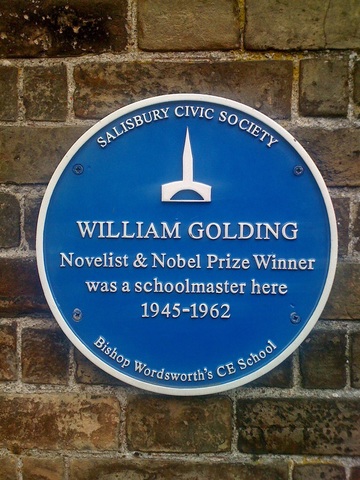 SALISBURY CIVIC SOCIETY
WILLIAM GOLDING
Novelist & Nobel Prize Winner
was a schoolmaster here
1945-1962
Bishop Wordsworth's CE School